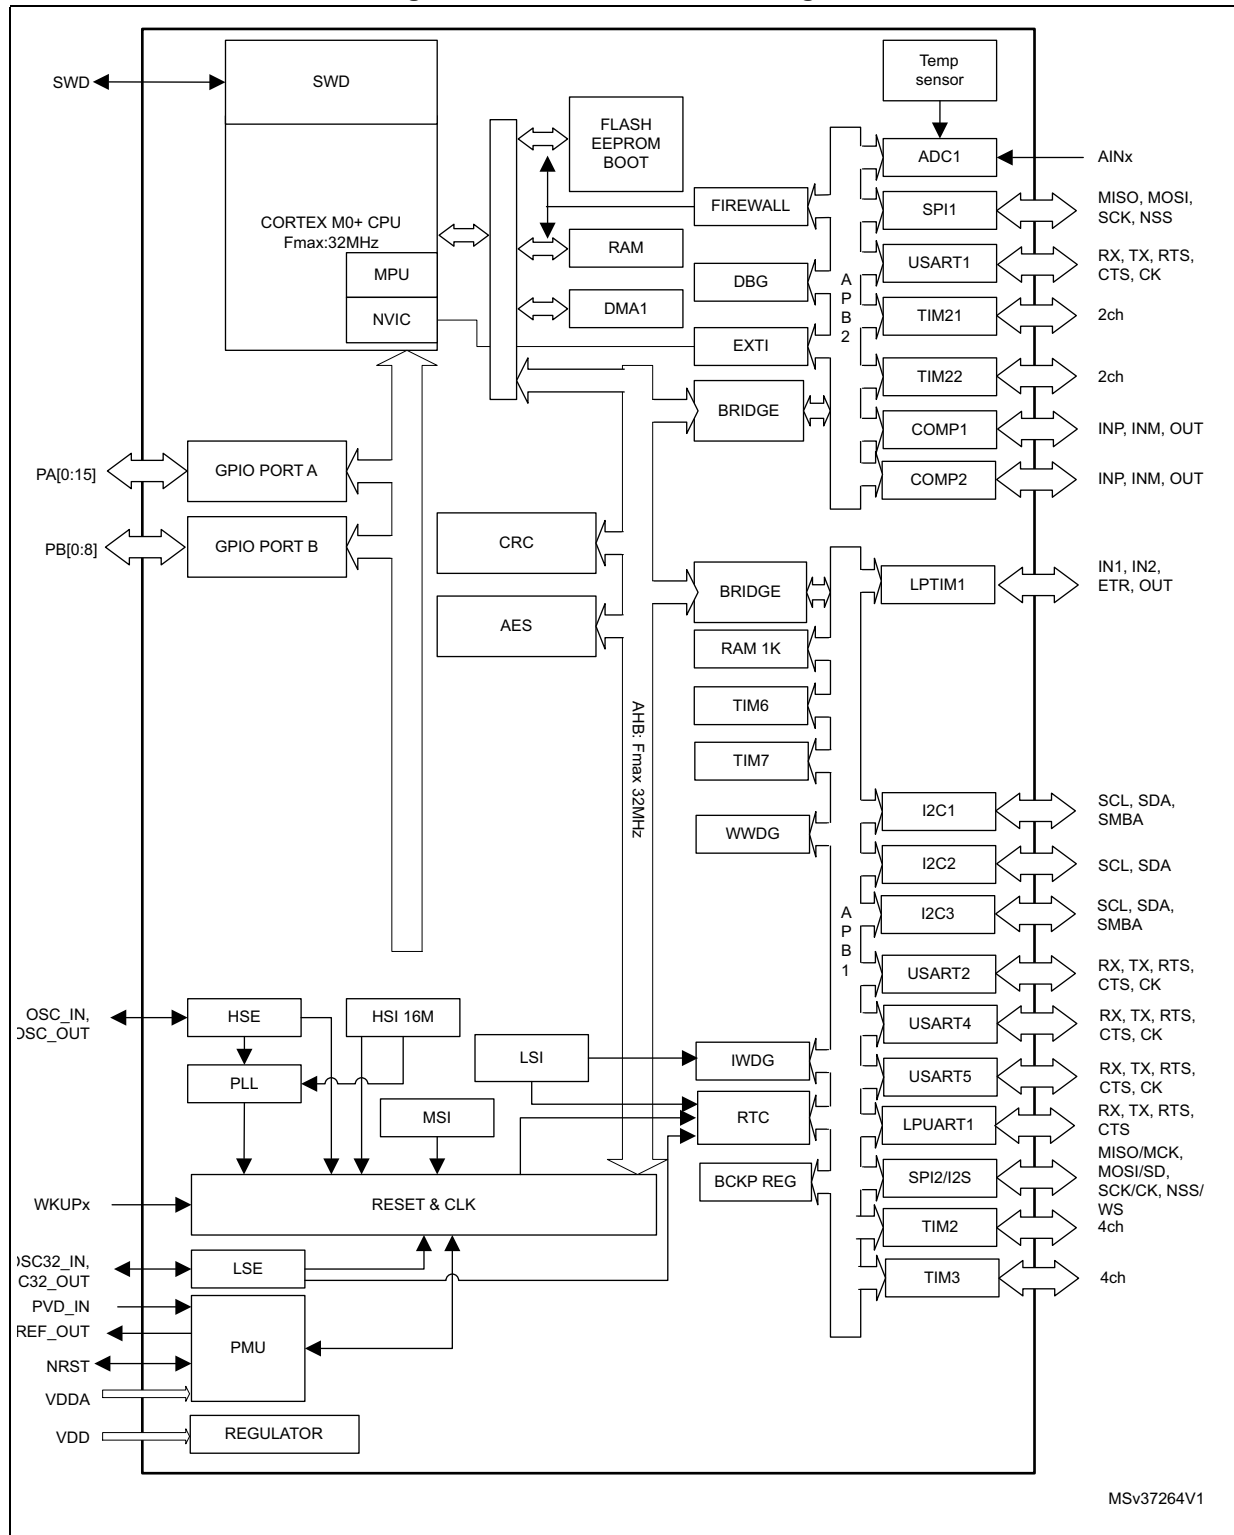 SWD
SWD
CORTEX M0+ CPU
Fmax:32MHz
MPU
NVIC
FLASH
EEPROM
BOOT
RAM
DMA1
FIREWALL
DBG
EXTI
BRIDGE
APB2
Temp
sensor
ADC1
AINx
SPI1
MISO, MOSI,
SCK, NSS
USART1
RX, TX, RTS,
CTS, CK
TIM21
2ch
TIM22
2ch
COMP1
INP, INM, OUT
COMP2
INP, INM, OUT
PA[0:15]
GPIO PORT A
PB[0:8]
GPIO PORT B
CRC
AES
AHB: Fmax 32MHz
BRIDGE
RAM 1K
TIM6
TIM7
WWDG
APB1
LPTIM1
IN1, IN2,
ETR, OUT
I2C1
SCL, SDA,
SMBA
I2C2
SCL, SDA
I2C3
SCL, SDA,
SMBA
USART2
RX, TX, RTS,
CTS, CK
USART4
RX, TX, RTS,
CTS, CK
USART5
RX, TX, RTS,
CTS, CK
LPUART1
RX, TX, RTS,
CTS
SPI2/I2S
MISO/MCK,
MOSI/SD,
SCK/CK, NSS/
WS
TIM2
4ch
TIM3
4ch
OSC_IN,
OSC_OUT
HSE
HSI 16M
PLL
MSI
LSI
IWDG
RTC
BCKP REG
WKUPx
RESET & CLK
OSC32_IN,
C32_OUT
LSE
PVD_IN
REF_OUT
NRST
VDDA
PMU
VDD
REGULATOR
MSv37264V1